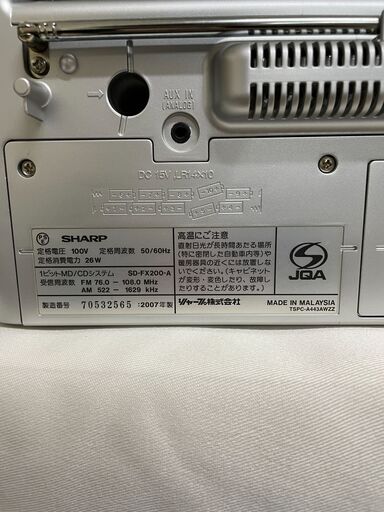 AUX IN
(ANALOG)
DC 15V LR14×10
SHARP
定格電圧 100V 定格周波数 50/60Hz
定格消費電力 26W
1ビット・MD/CDシステム SD-FX200-A
受信周波数 FM 76.0 - 108.0 MHz
AM 522 - 1629 kHz
製造番号 70532565 :2007年製
高温にご注意
直射日光が長時間あたる場所
(特に密閉した自動車内等)や
暖房器具の近くには放置しない
でください。(キャビネット
が変形・変色したり、故障し
たりすることがあります。)
シャープ株式会社
JQA
MADE IN MALAYSIA
TSPC-A443AWZZ